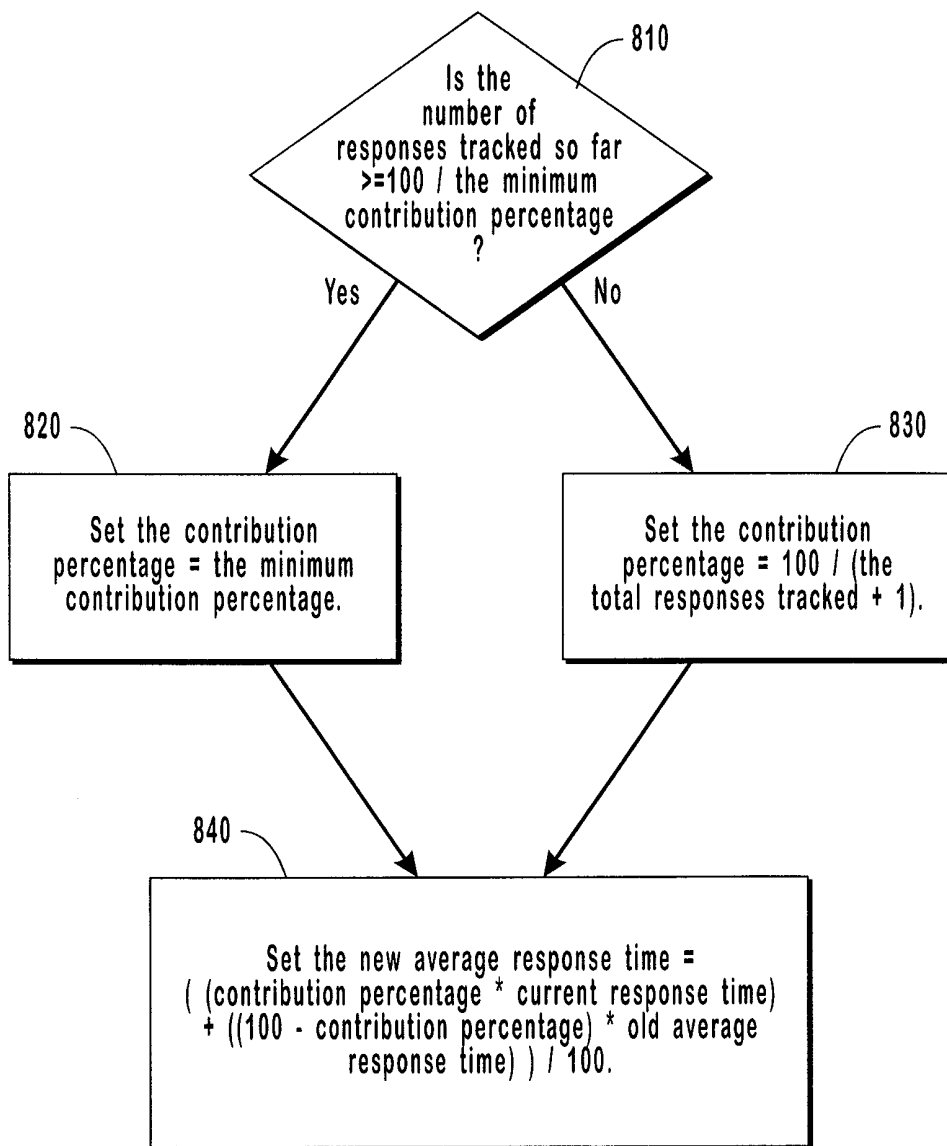 810
Is the
number of
responses tracked so far
>=100 / the minimum
contribution percentage
?
Yes
No
820
830
Set the contribution
percentage = the minimum
contribution percentage.
Set the contribution
percentage = 100 / (the
total responses tracked + 1).
840
Set the new average response time =
( (contribution percentage * current response time)
+ ((100 - contribution percentage) * old average
response time) ) / 100.